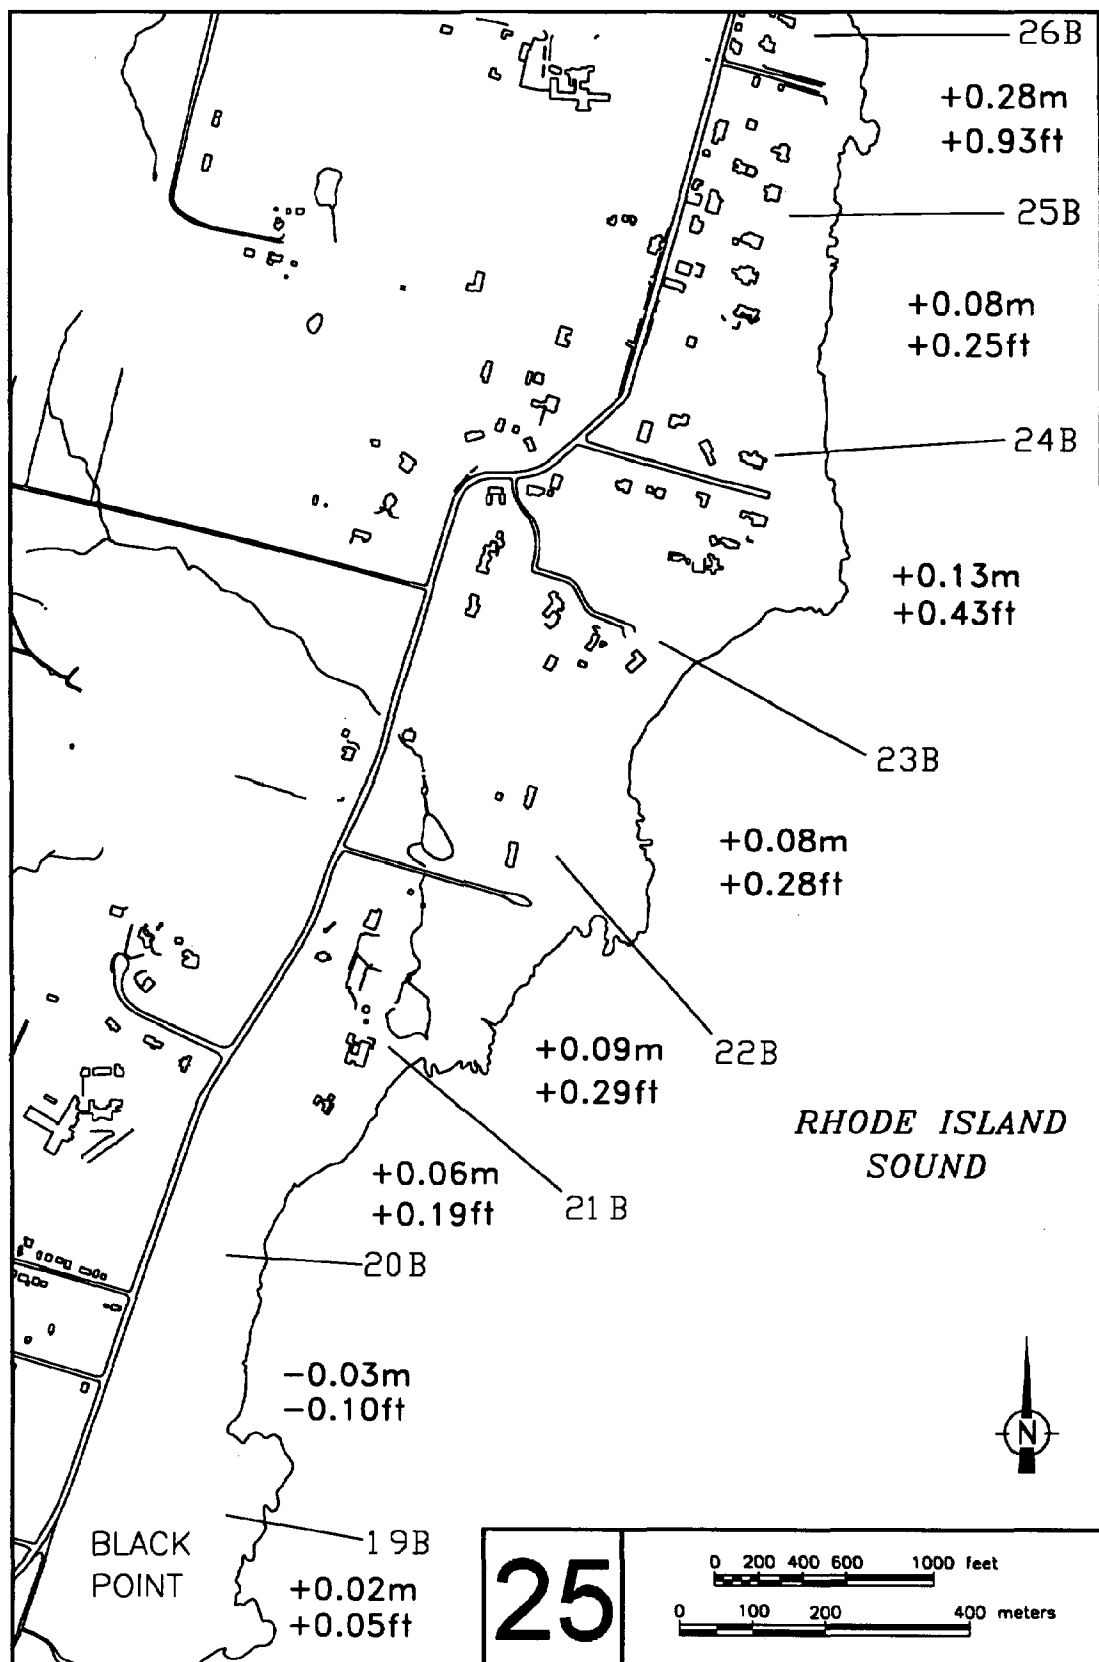 26B
+0.28m
+0.93ft
25B
+0.08m
+0.25ft
24B
+0.13m
+0.43ft
23B
+0.08m
+0.28ft
22B
+0.09m
+0.29ft
RHODE ISLAND
SOUND
21B
+0.06m
+0.19ft
20B
-0.03m
-0.10ft
N
19B
BLACK
POINT
+0.02m
+0.05ft
25
0 200 400 600 1000 feet
0 100 200 400 meters